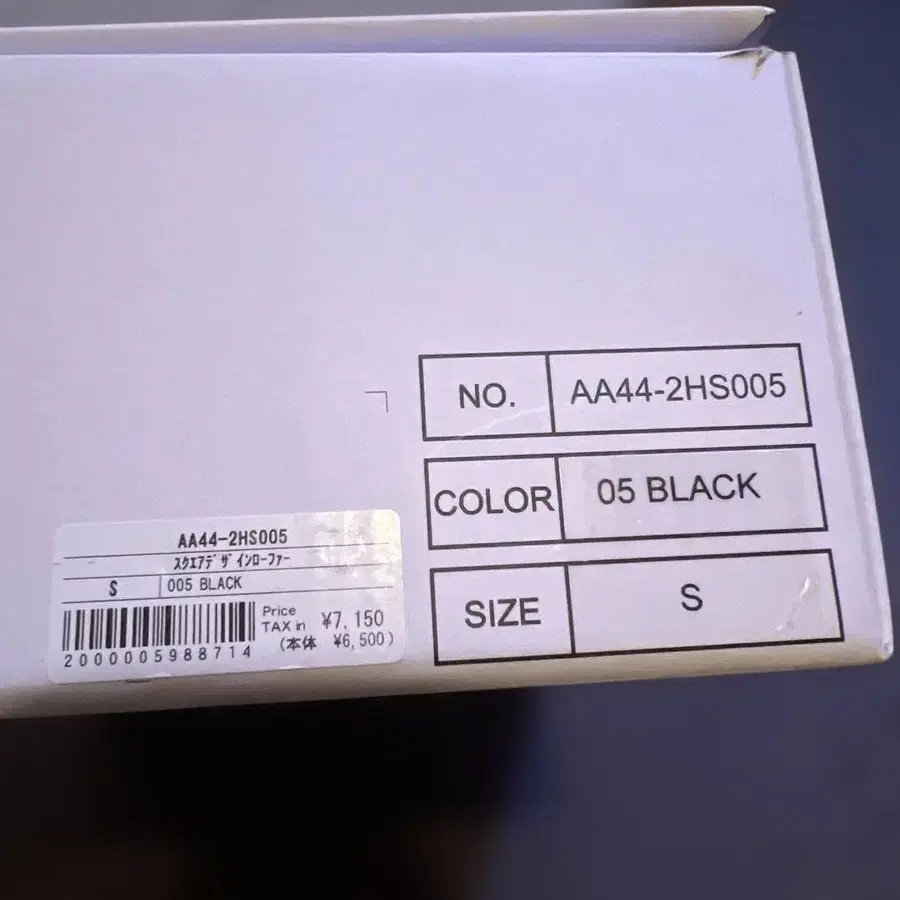 NO. AA44-2HS005
COLOR 05 BLACK
SIZE S
AA44-2HS005
ｽｸｴｱﾃﾞｻﾞｲﾝﾛｰﾌｧｰ
S 005 BLACK
Price
TAX in ¥7,150
(本体 ¥6,500)
2000005988714